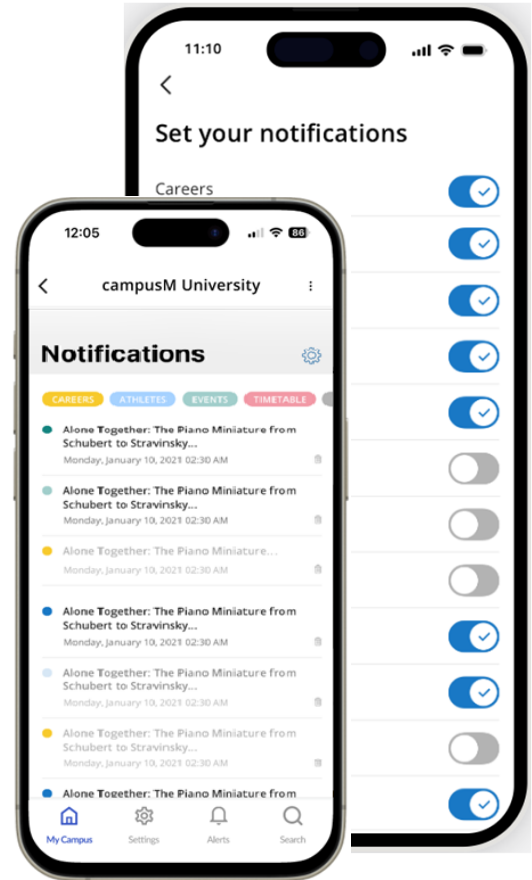 11:10
Set your notifications
Careers
12:05
86
campusM University
Notifications
CAREERS ATHLETES EVENTS TIMETABLE
Alone Together: The Piano Miniature from
Schubert to Stravinsky...
Monday, January 10, 2021 02:30 AM
Alone Together: The Piano Miniature from
Schubert to Stravinsky...
Monday, January 10, 2021 02:30 AM
Alone Together: The Piano Miniature...
Monday, January 10, 2021 02:30 AM
Alone Together: The Piano Miniature from
Schubert to Stravinsky...
Monday, January 10, 2021 02:30 AM
Alone Together: The Piano Miniature from
Schubert to Stravinsky...
Monday, January 10, 2021 02:30 AM
Alone Together: The Piano Miniature from
Schubert to Stravinsky...
Monday, January 10, 2021 02:30 AM
Alone Together: The Piano Miniature from
My Campus Settings Alerts Search